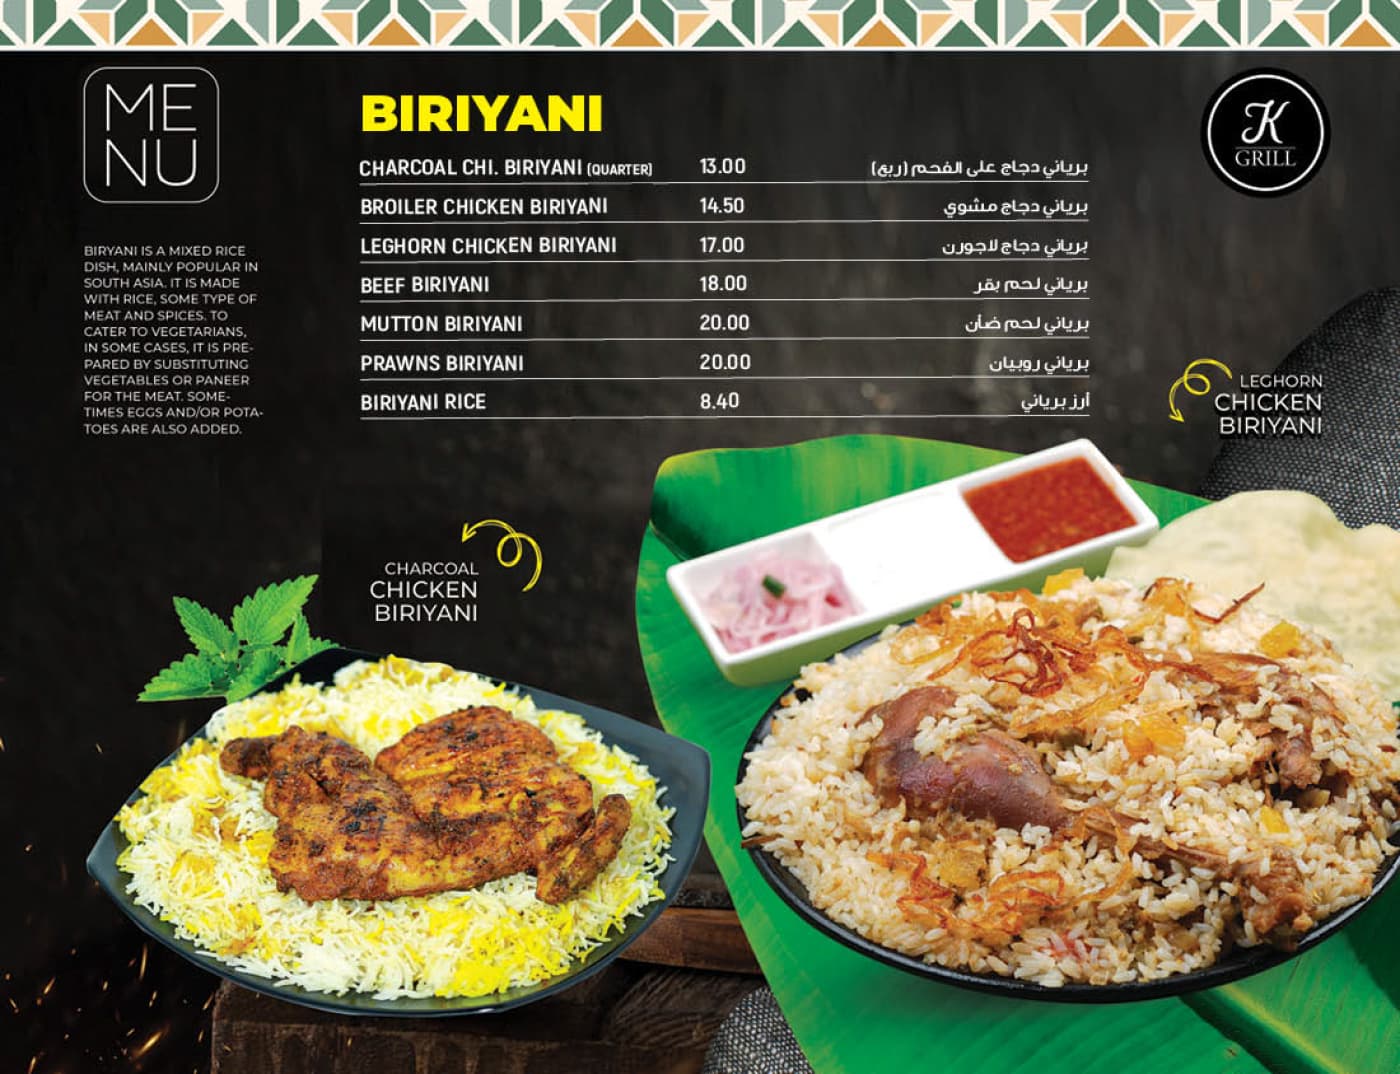 ME
NU
BIRYANI IS A MIXED RICE
DISH, MAINLY POPULAR IN
SOUTH ASIA. IT IS MADE
WITH RICE, SOME TYPE OF
MEAT AND SPICES. TO
CATER TO VEGETARIANS,
IN SOME CASES, IT IS PRE-
PARED BY SUBSTITUTING
VEGETABLES OR PANEER
FOR THE MEAT. SOME-
TIMES EGGS AND/OR POTA-
TOES ARE ALSO ADDED.
BIRIYANI
CHARCOAL CHI. BIRIYANI (QUARTER) 13.00 برياني دجاج على الفحم (ربع)
BROILER CHICKEN BIRIYANI 14.50 برياني دجاج مشوي
LEGHORN CHICKEN BIRIYANI 17.00 برياني دجاج لاجورن
BEEF BIRIYANI 18.00 برياني لحم بقر
MUTTON BIRIYANI 20.00 برياني لحم ضأن
PRAWNS BIRIYANI 20.00 برياني روبيان
BIRIYANI RICE 8.40 أرز برياني
K
GRILL
LEGHORN
CHICKEN
BIRIYANI
CHARCOAL
CHICKEN
BIRIYANI